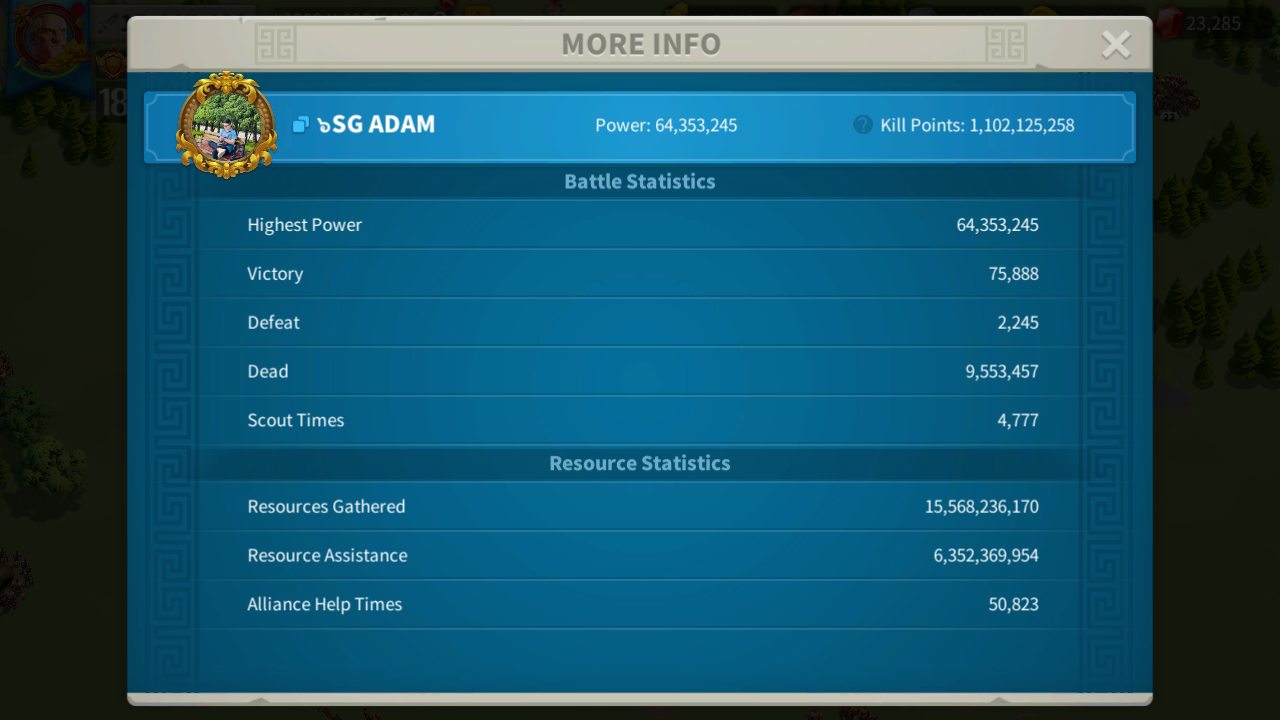 MORE INFO
23,285
18
ъSG ADAM
Power: 64,353,245
? Kill Points: 1,102,125,258
22
Battle Statistics
Highest Power 64,353,245
Victory 75,888
Defeat 2,245
Dead 9,553,457
Scout Times 4,777
Resource Statistics
Resources Gathered 15,568,236,170
Resource Assistance 6,352,369,954
Alliance Help Times 50,823